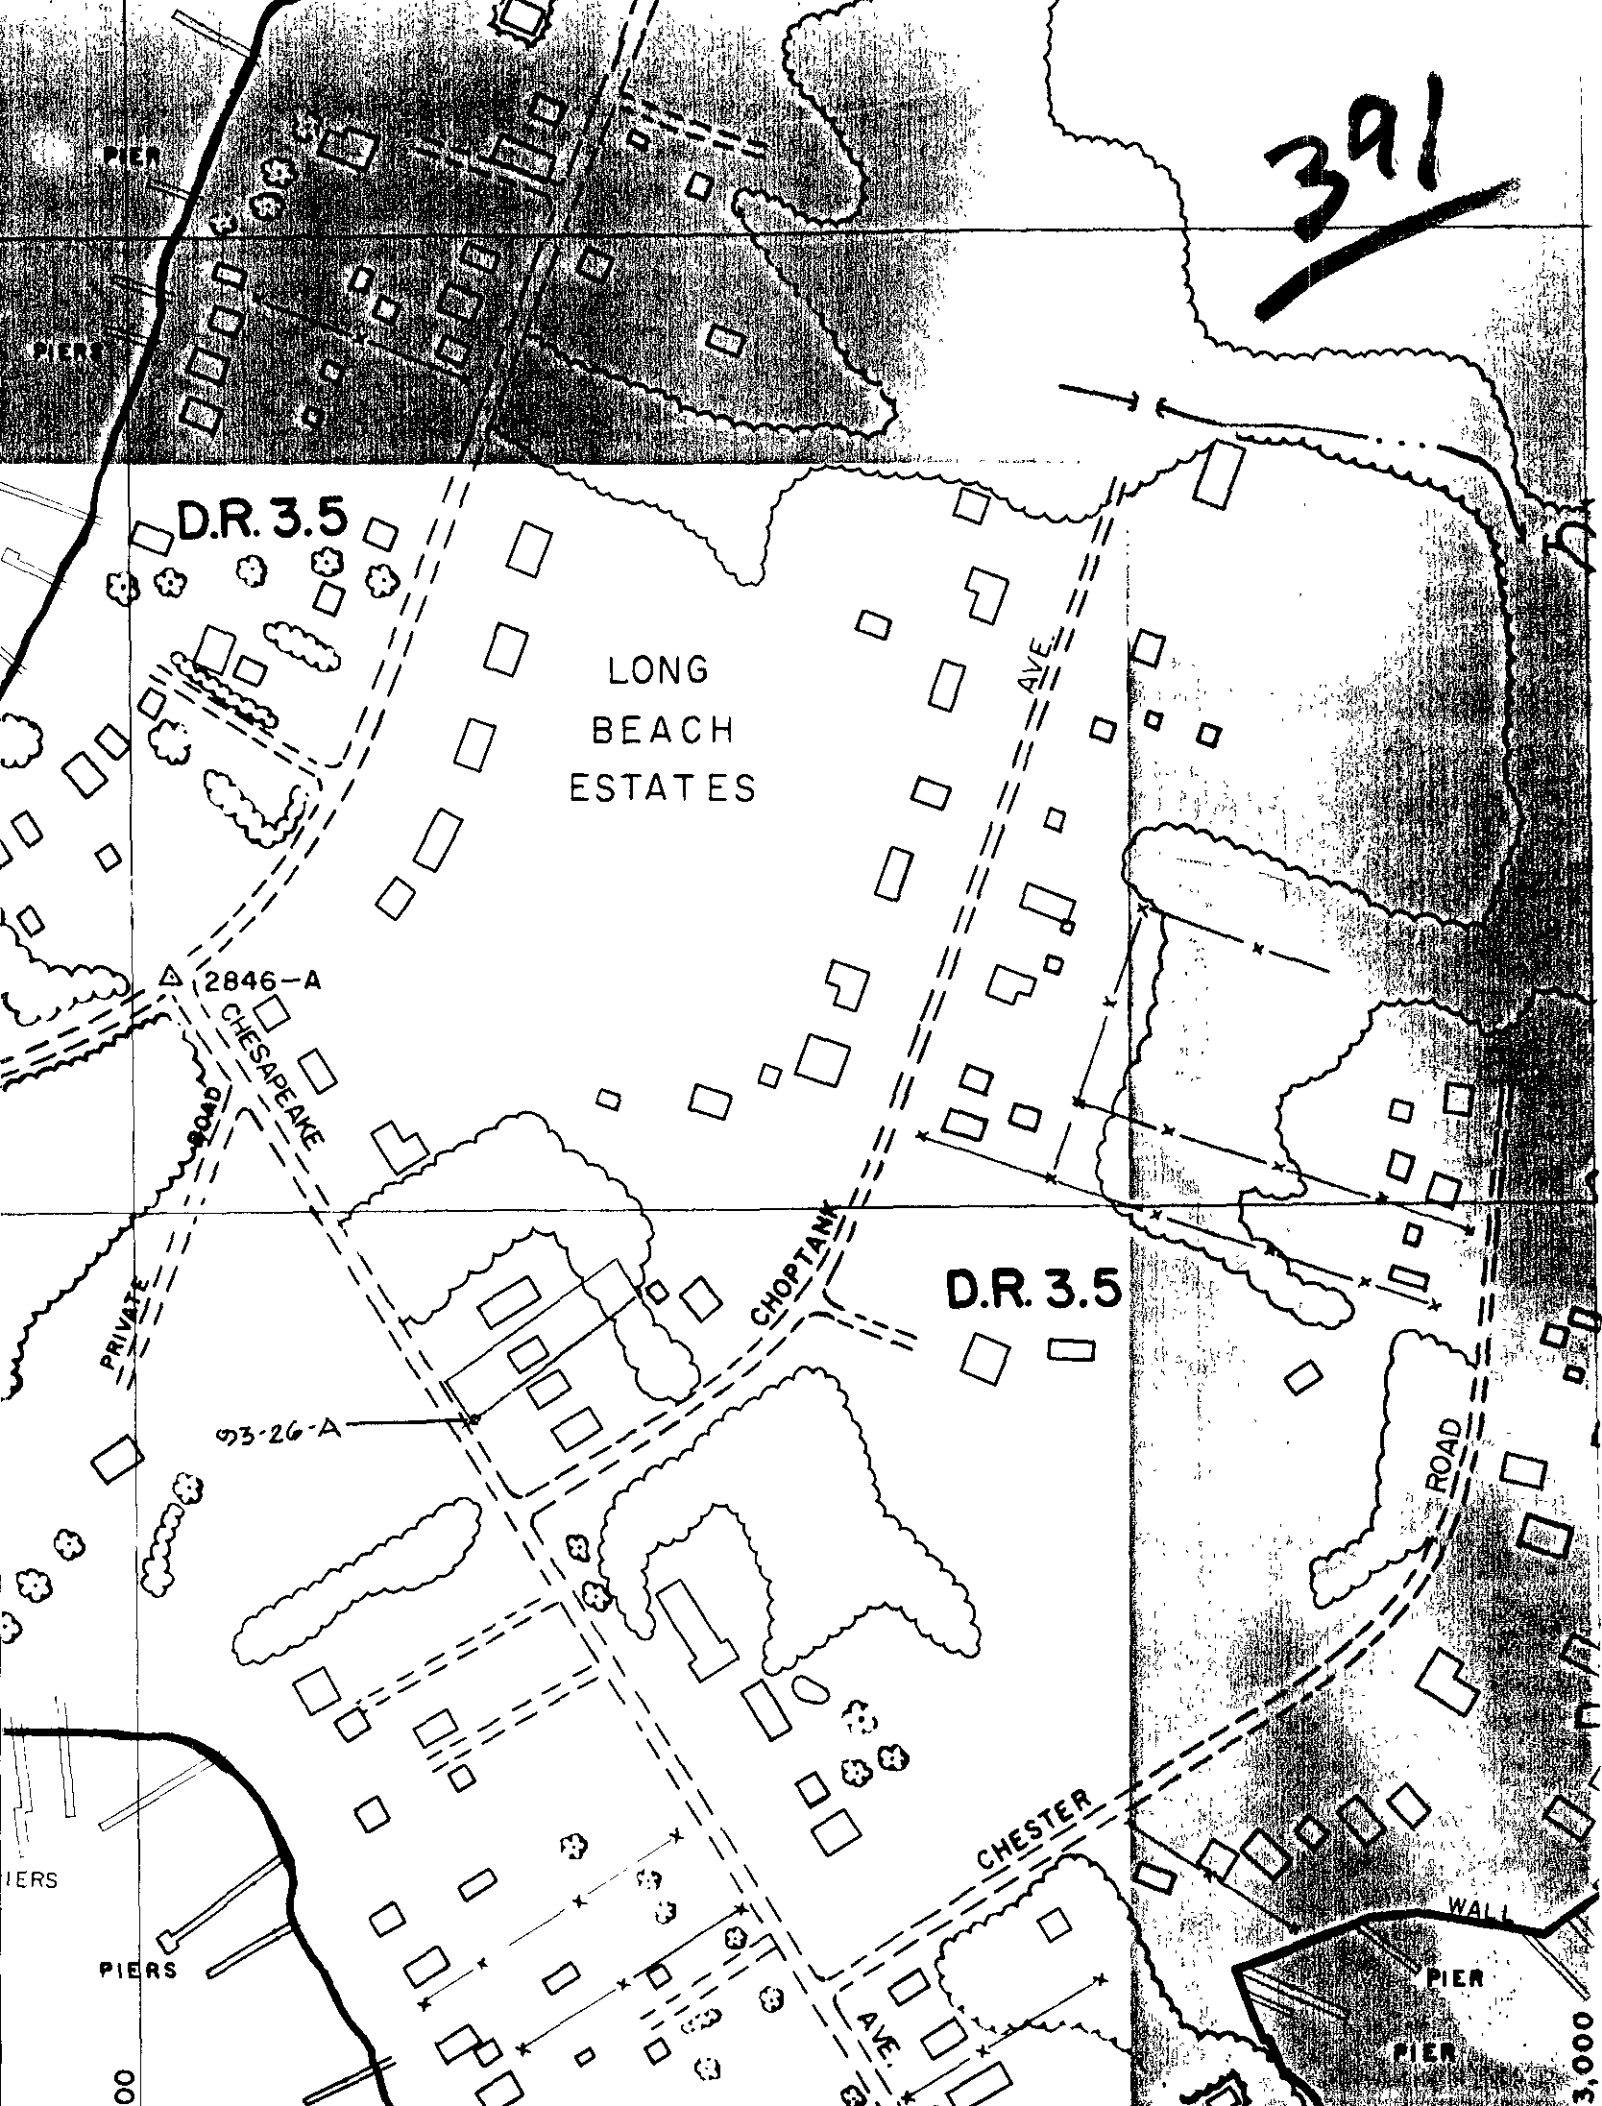 391
PIER
PIERS
D.R. 3.5
LONG
BEACH
ESTATES
AVE.
2846-A
CHESAPEAKE
PRIVATE ROAD
CHOPTANK
D.R. 3.5
93-26-A
ROAD
CHESTER
IERS
PIERS
WALL
PIER
PIER
AVE.
00
3,000